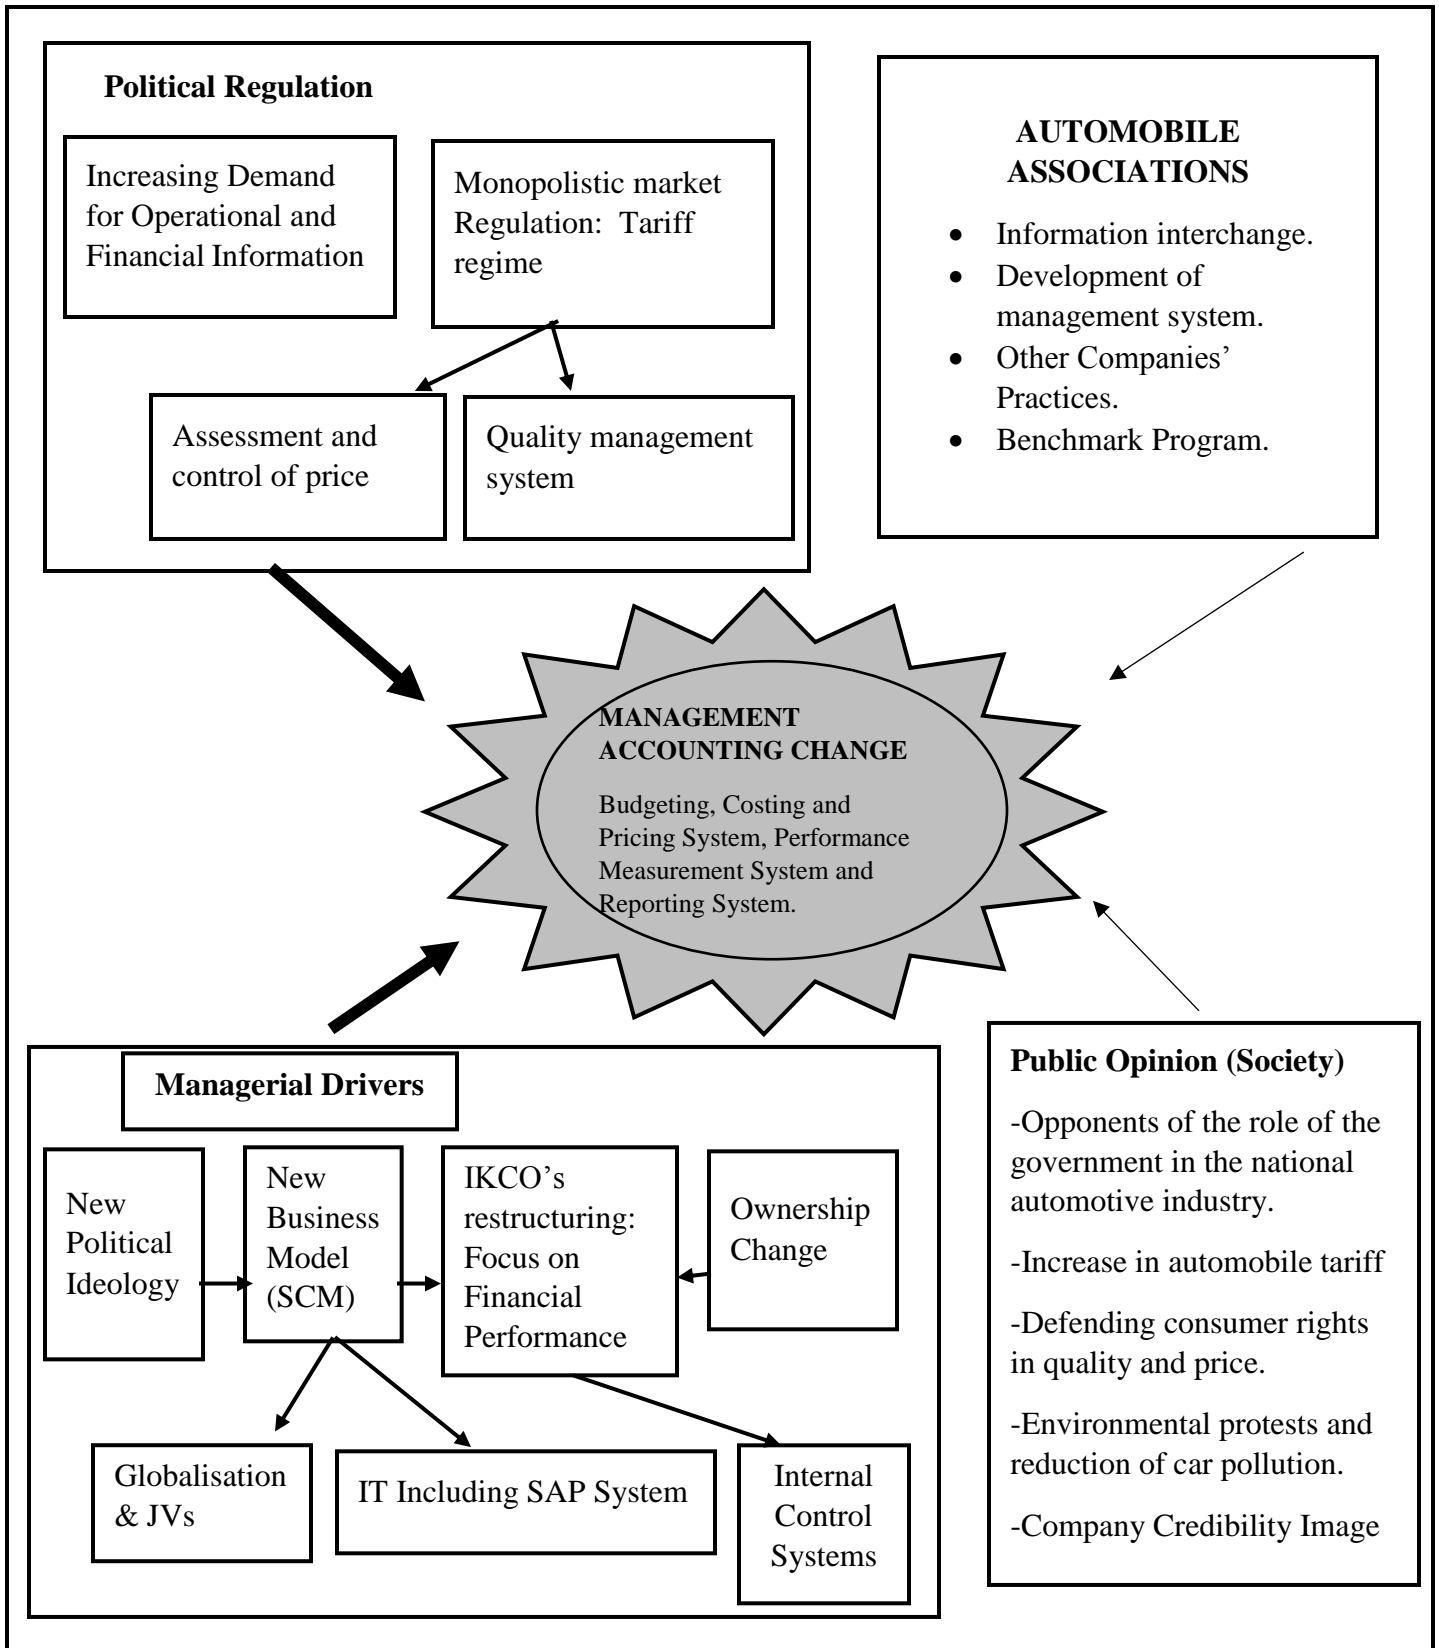 Political Regulation
Increasing Demand
for Operational and
Financial Information
Monopolistic market
Regulation:  Tariff
regime
Assessment and
control of price
Quality management
system
AUTOMOBILE
ASSOCIATIONS
• Information interchange.
• Development of
management system.
• Other Companies’
Practices.
• Benchmark Program.
MANAGEMENT
ACCOUNTING CHANGE
Budgeting, Costing and
Pricing System, Performance
Measurement System and
Reporting System.
Managerial Drivers
New
Political
Ideology
New
Business
Model
(SCM)
IKCO’s
restructuring:
Focus on
Financial
Performance
Ownership
Change
Globalisation
& JVs
IT Including SAP System
Internal
Control
Systems
Public Opinion (Society)
-Opponents of the role of the
government in the national
automotive industry.
-Increase in automobile tariff
-Defending consumer rights
in quality and price.
-Environmental protests and
reduction of car pollution.
-Company Credibility Image